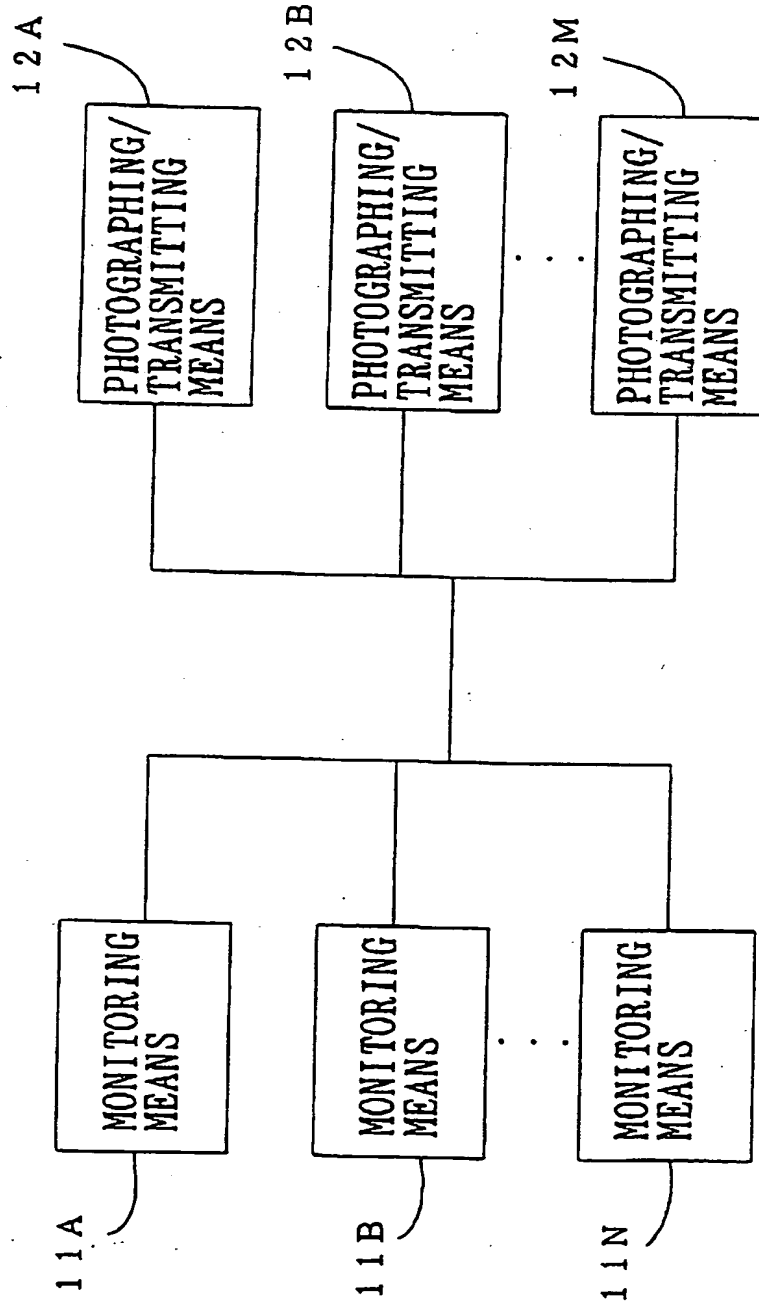 11A
MONITORING
MEANS
11B
MONITORING
MEANS
11N
MONITORING
MEANS
12A
PHOTOGRAPHING/
TRANSMITTING
MEANS
12B
PHOTOGRAPHING/
TRANSMITTING
MEANS
12M
PHOTOGRAPHING/
TRANSMITTING
MEANS